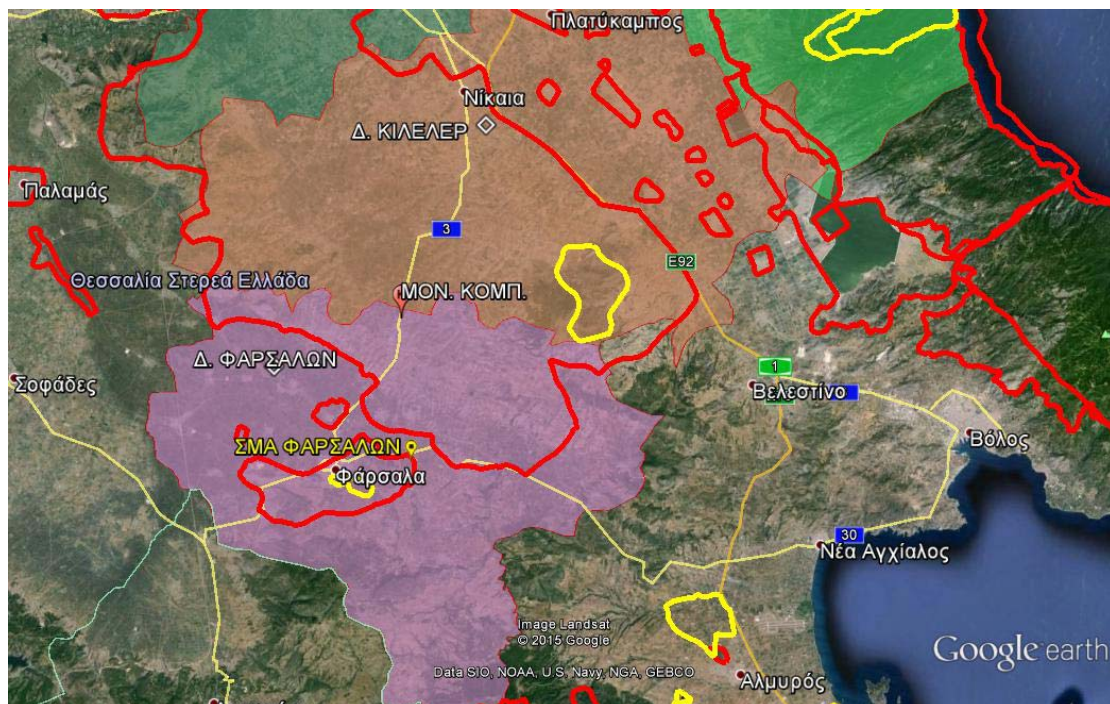 Πλατύκαμπος
Νίκαια
Δ. ΚΙΛΕΛΕΡ
Παλαμάς
3
E92
Θεσσαλία Στερεά Ελλάδα
ΜΟΝ. ΚΟΜΠ.
Δ. ΦΑΡΣΑΛΩΝ
Σοφάδες
1
Βελεστίνο
Βόλος
ΣΜΑ ΦΑΡΣΑΛΩΝ
Φάρσαλα
30
Νέα Αγχίαλος
Image Landsat
© 2015 Google
Data SIO, NOAA, U.S. Navy, NGA, GEBCO
Google earth
Αλμυρός